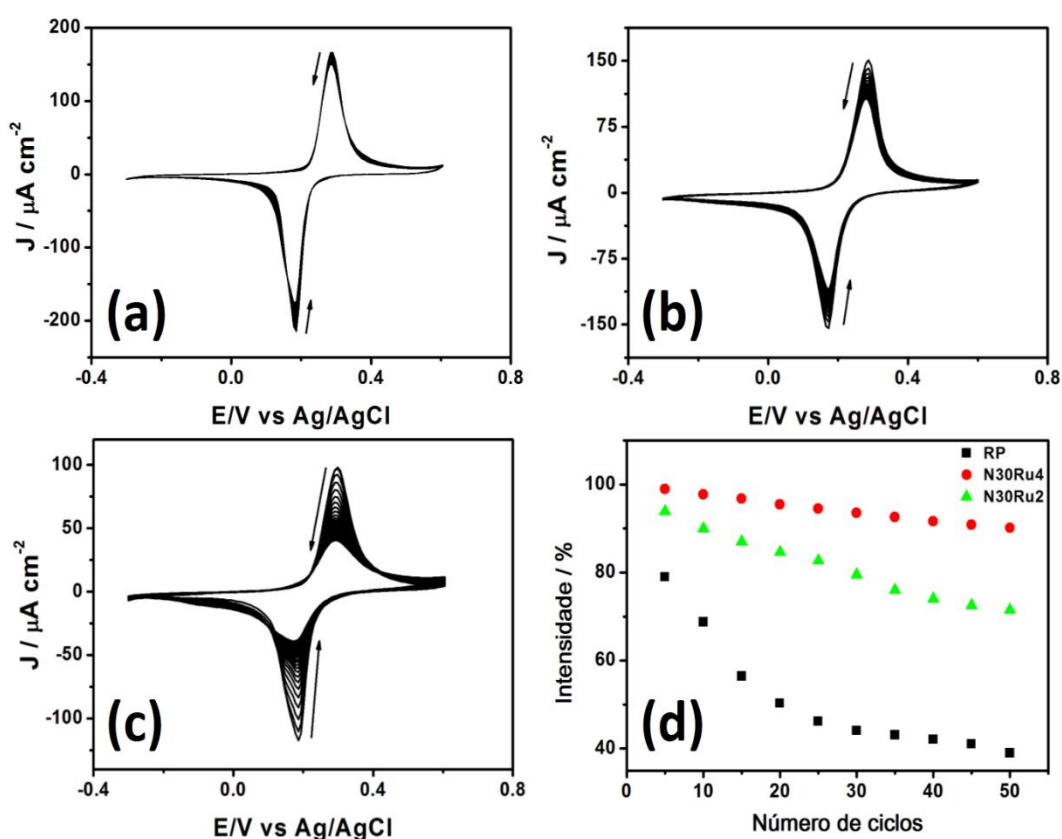 200
100
0
-100
-200
J / µA cm-2
(a)
-0.4 0.0 0.4 0.8
E/V vs Ag/AgCl
150
75
0
-75
-150
J / µA cm-2
(b)
-0.4 0.0 0.4 0.8
E/V vs Ag/AgCl
100
50
0
-50
-100
J / µA cm-2
(c)
-0.4 0.0 0.4 0.8
E/V vs Ag/AgCl
RP
N30Ru4
N30Ru2
100
80
60
40
Intensidade / %
(d)
0 10 20 30 40 50
Número de ciclos